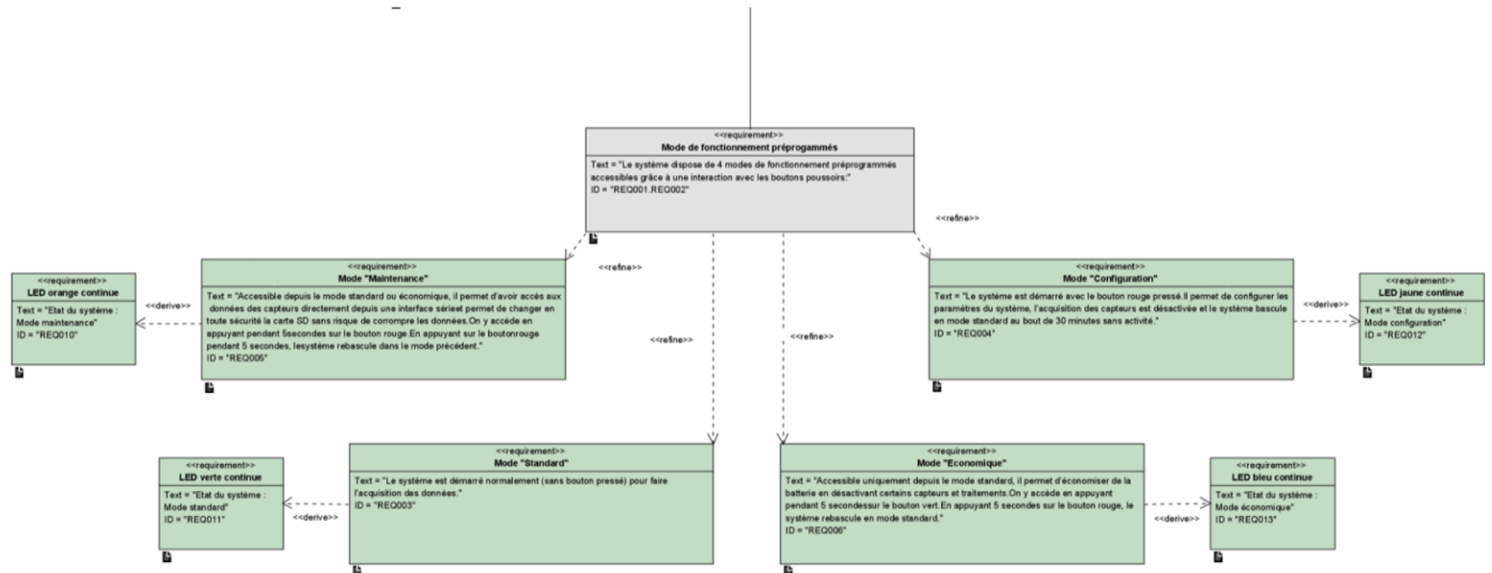 <<requirement>>
Mode de fonctionnement préprogammés
Text = "Le système dispose de 4 modes de fonctionnement préprogrammés
accessibles grâce à une interaction avec les boutons poussoirs:"
ID = "REQ001.REQ002"
<<refine>>
<<refine>>
<<requirement>>
LED orange continue
Text = "Etat du système :
Mode maintenance"
ID = "REQ010"
<<derive>>
<<requirement>>
Mode "Maintenance"
Text = "Accessible depuis le mode standard ou économique, il permet d'avoir accès aux
données des capteurs directement depuis une interface sérieet permet de changer en
toute sécurité la carte SD sans risque de corrompre les données.On y accède en
appuyant pendant 5secondes sur le bouton rouge.En appuyant sur le boutonrouge
pendant 5 secondes, lesystème rebascule dans le mode précédent."
ID = "REQ005"
<<requirement>>
Mode "Configuration"
Text = "Le système est démarré avec le bouton rouge pressé.Il permet de configurer les
paramètres du système, l'acquisition des capteurs est désactivée et le système bascule
en mode standard au bout de 30 minutes sans activité."
ID = "REQ004"
<<derive>>
<<requirement>>
LED jaune continue
Text = "Etat du système :
Mode configuration"
ID = "REQ012"
<<refine>>
<<refine>>
<<requirement>>
LED verte continue
Text = "Etat du système :
Mode standard"
ID = "REQ011"
<<derive>>
<<requirement>>
Mode "Standard"
Text = "Le système est démarré normalement (sans bouton pressé) pour faire
l'acquisition des données."
ID = "REQ003"
<<requirement>>
Mode "Economique"
Text = "Accessible uniquement depuis le mode standard, il permet d'économiser de la
batterie en désactivant certains capteurs et traitements.On y accède en appuyant
pendant 5 secondessur le bouton vert.En appuyant 5 secondes sur le bouton rouge, le
système rebascule en mode standard."
ID = "REQ006"
<<derive>>
<<requirement>>
LED bleu continue
Text = "Etat du système :
Mode économique"
ID = "REQ013"